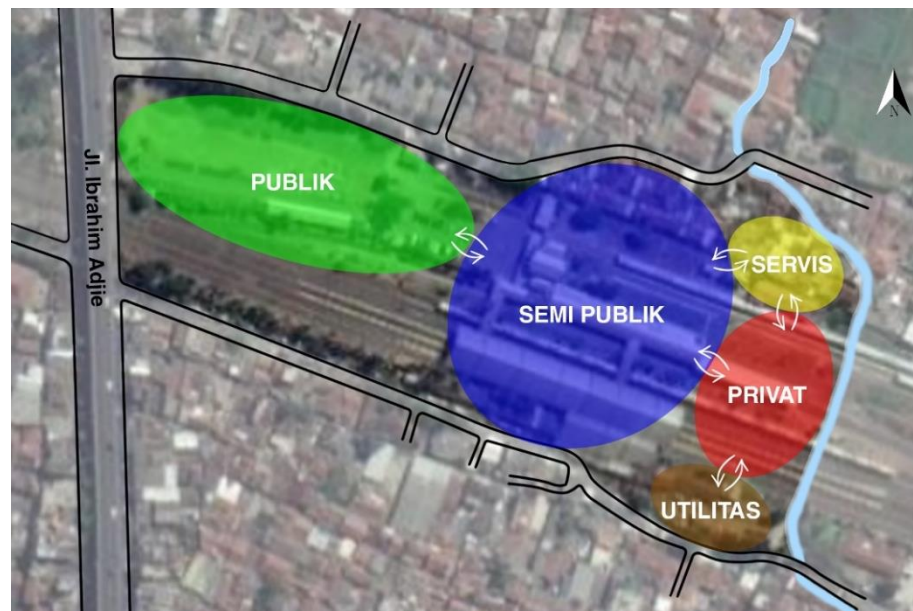 Jl. Ibrahim Adjie
PUBLIK
SEMI PUBLIK
SERVIS
PRIVAT
UTILITAS
N